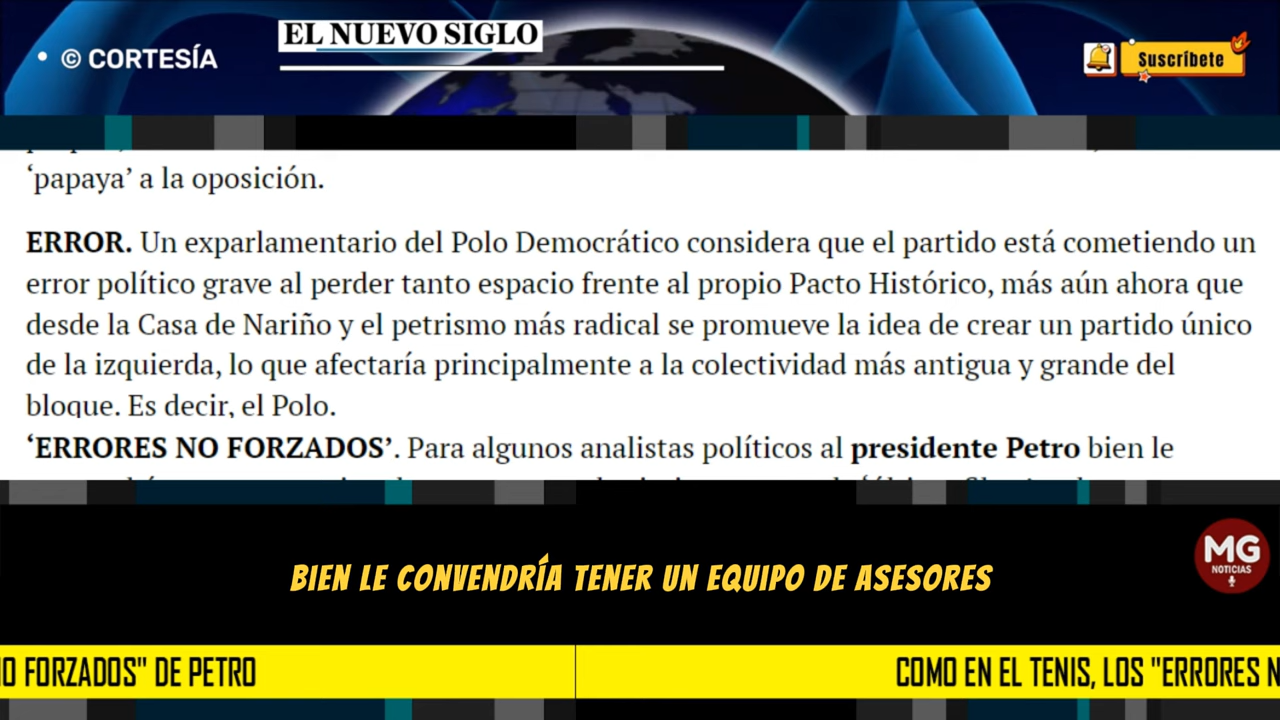 • © CORTESÍA
EL NUEVO SIGLO
Suscríbete
‘papaya’ a la oposición.
ERROR. Un exparlamentario del Polo Democrático considera que el partido está cometiendo un
error político grave al perder tanto espacio frente al propio Pacto Histórico, más aún ahora que
desde la Casa de Nariño y el petrismo más radical se promueve la idea de crear un partido único
de la izquierda, lo que afectaría principalmente a la colectividad más antigua y grande del
bloque. Es decir, el Polo.
‘ERRORES NO FORZADOS’. Para algunos analistas políticos al presidente Petro bien le
MG
NOTICIAS
BIEN LE CONVENDRÍA TENER UN EQUIPO DE ASESORES
O FORZADOS" DE PETRO
COMO EN EL TENIS, LOS "ERRORES N